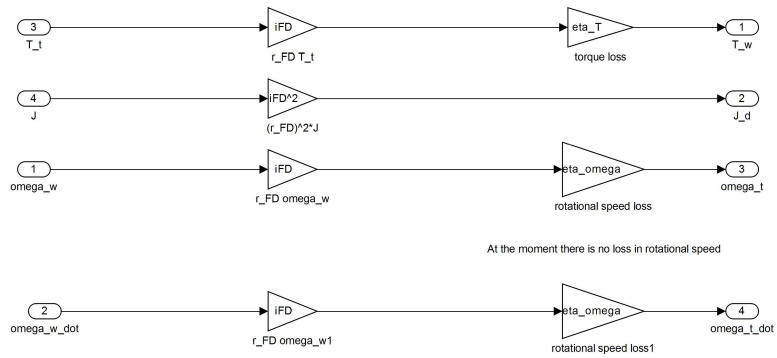 3
iFD
eta_T
1
T_t
r_FD T_t
torque loss
T_w
4
iFD^2
2
J
(r_FD)^2*J
J_d
1
iFD
eta_omega
3
omega_w
r_FD omega_w
rotational speed loss
omega_t
At the moment there is no loss in rotational speed
2
iFD
eta_omega
4
omega_w_dot
r_FD omega_w1
rotational speed loss1
omega_t_dot